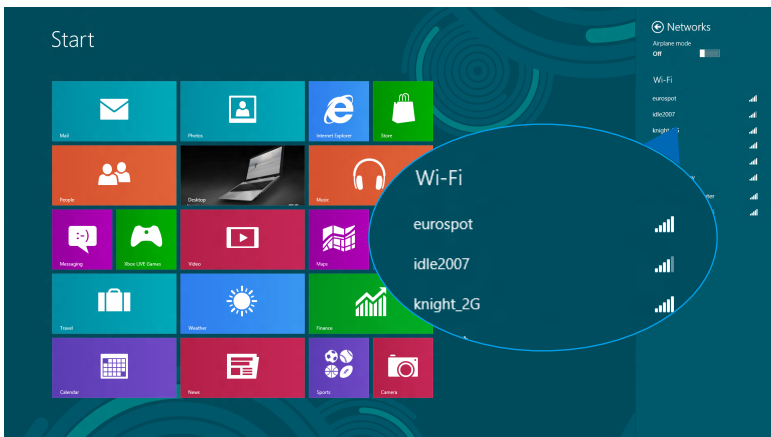 Start
Networks
Airplane mode
Off
Wi-Fi
eurospot
idle2007
knight_2G
Mail
Photos
Internet Explorer
Store
People
Desktop
Music
Messaging
Xbox LIVE Games
Video
Maps
Travel
Weather
Finance
Calendar
News
Sports
Camera
Wi-Fi
eurospot
idle2007
knight_2G